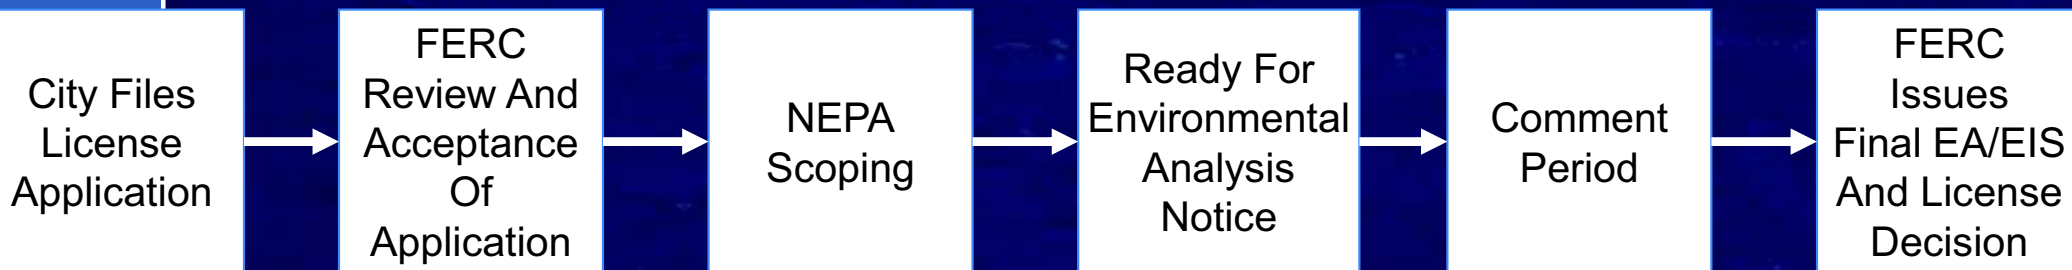 City Files
License
Application
FERC
Review And
Acceptance
Of
Application
NEPA
Scoping
Ready For
Environmental
Analysis
Notice
Comment
Period
FERC
Issues
Final EA/EIS
And License
Decision